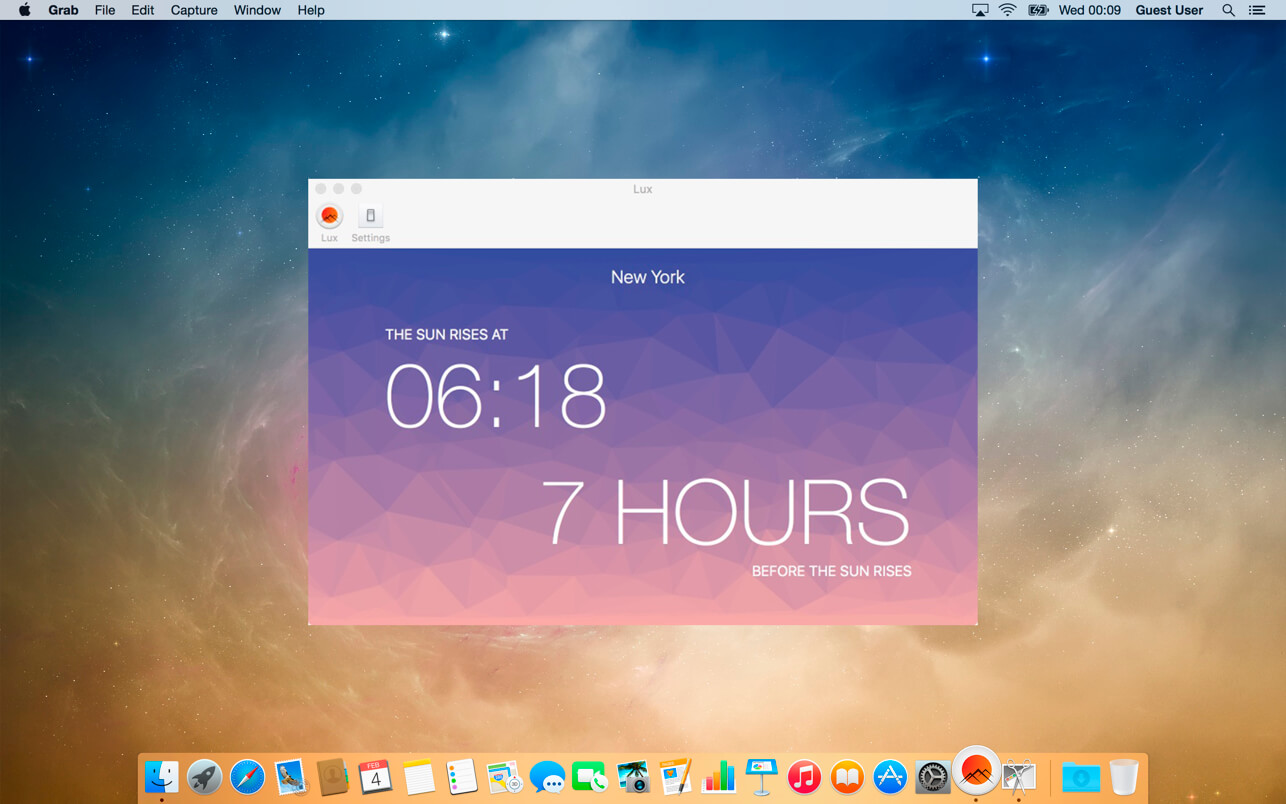 Grab File Edit Capture Window Help Wed 00:09 Guest User
Lux
Lux Settings
New York
THE SUN RISES AT
06:18
7 HOURS
BEFORE THE SUN RISES
FEB
4